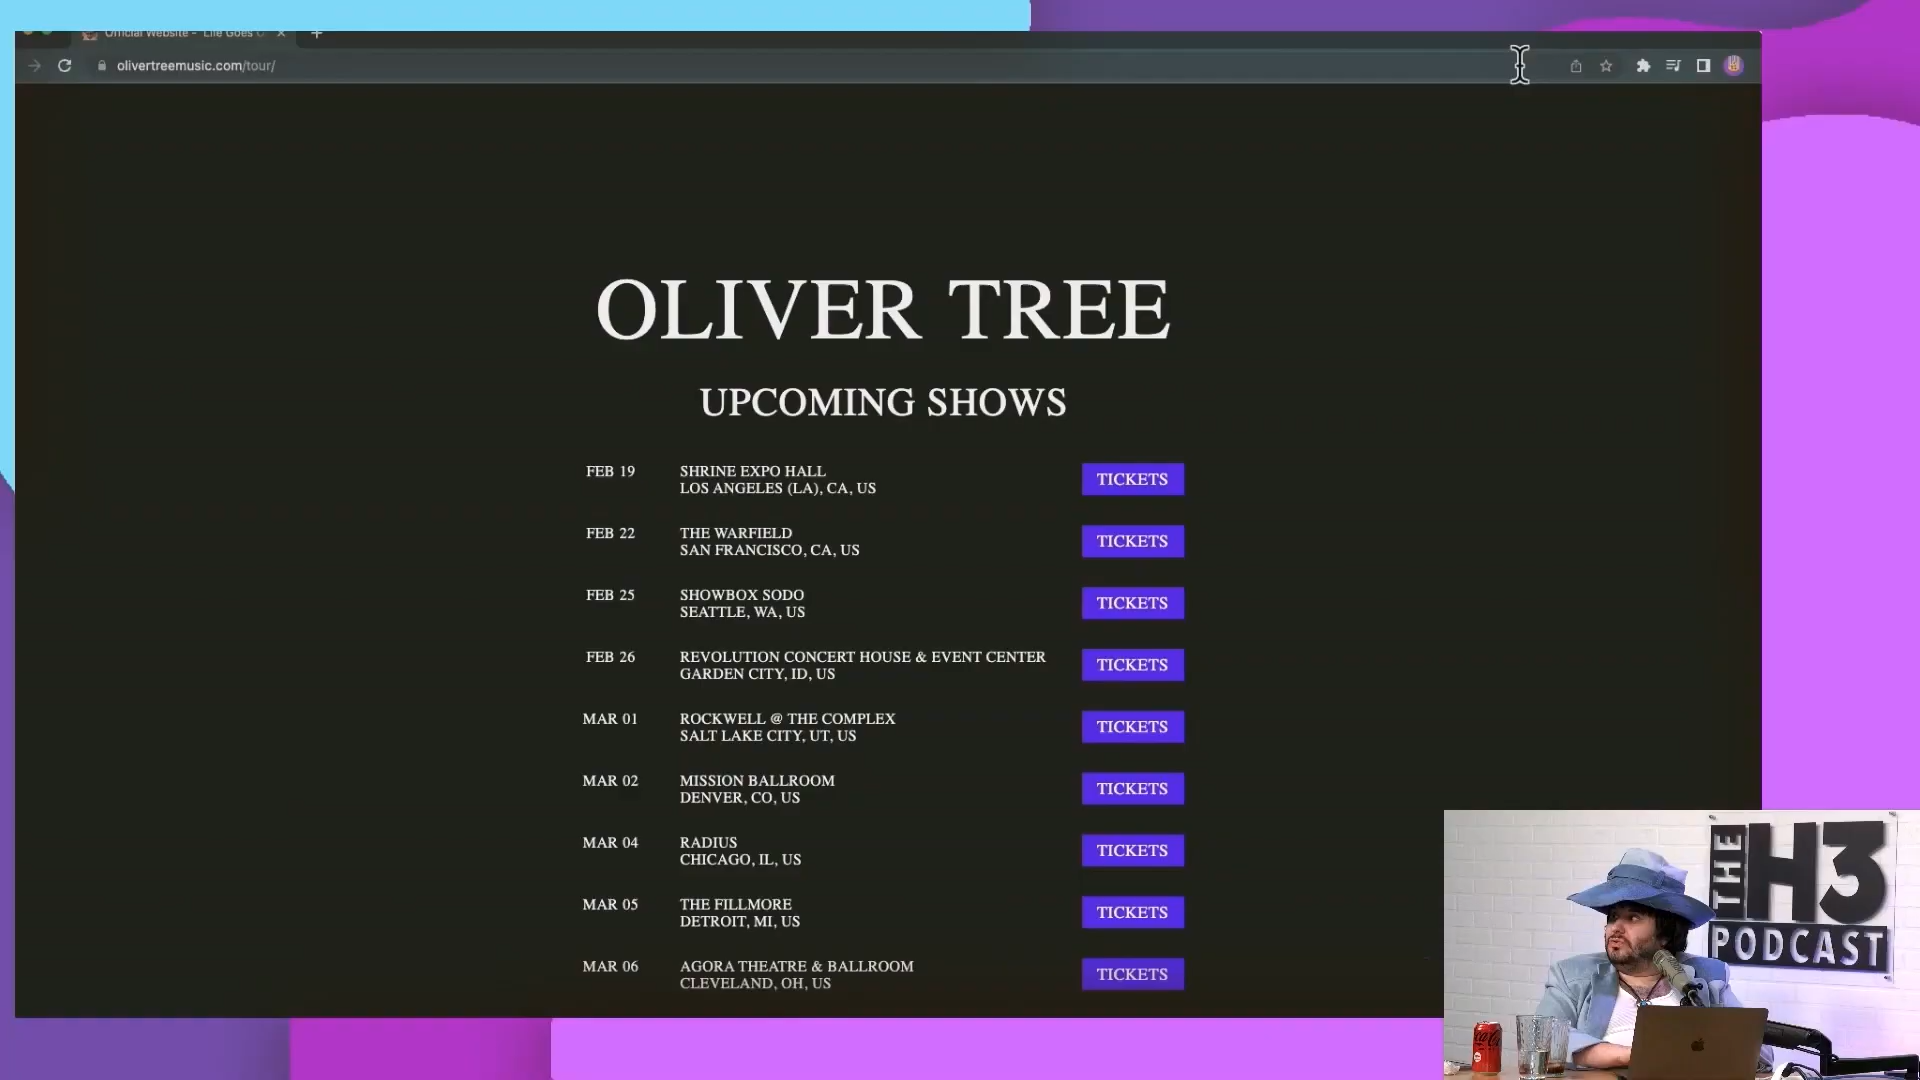 Official Website - Life Goes O
olivertreemusic.com/tour/
OLIVER TREE
UPCOMING SHOWS
FEB 19
SHRINE EXPO HALL
LOS ANGELES (LA), CA, US
TICKETS
FEB 22
THE WARFIELD
SAN FRANCISCO, CA, US
TICKETS
FEB 25
SHOWBOX SODO
SEATTLE, WA, US
TICKETS
FEB 26
REVOLUTION CONCERT HOUSE & EVENT CENTER
GARDEN CITY, ID, US
TICKETS
MAR 01
ROCKWELL @ THE COMPLEX
SALT LAKE CITY, UT, US
TICKETS
MAR 02
MISSION BALLROOM
DENVER, CO, US
TICKETS
MAR 04
RADIUS
CHICAGO, IL, US
TICKETS
MAR 05
THE FILLMORE
DETROIT, MI, US
TICKETS
MAR 06
AGORA THEATRE & BALLROOM
CLEVELAND, OH, US
TICKETS
THE H3
PODCAST